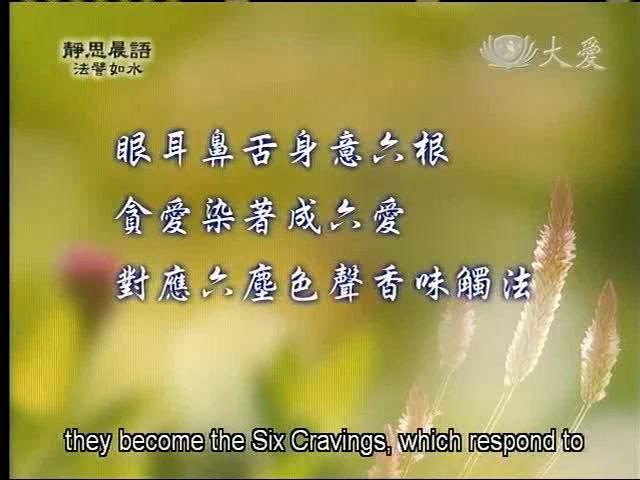 靜思晨語
法譬如水
大愛
眼耳鼻舌身意六根
貪愛染著成六愛
對應六塵色聲香味觸法
they become the Six Cravings, which respond to